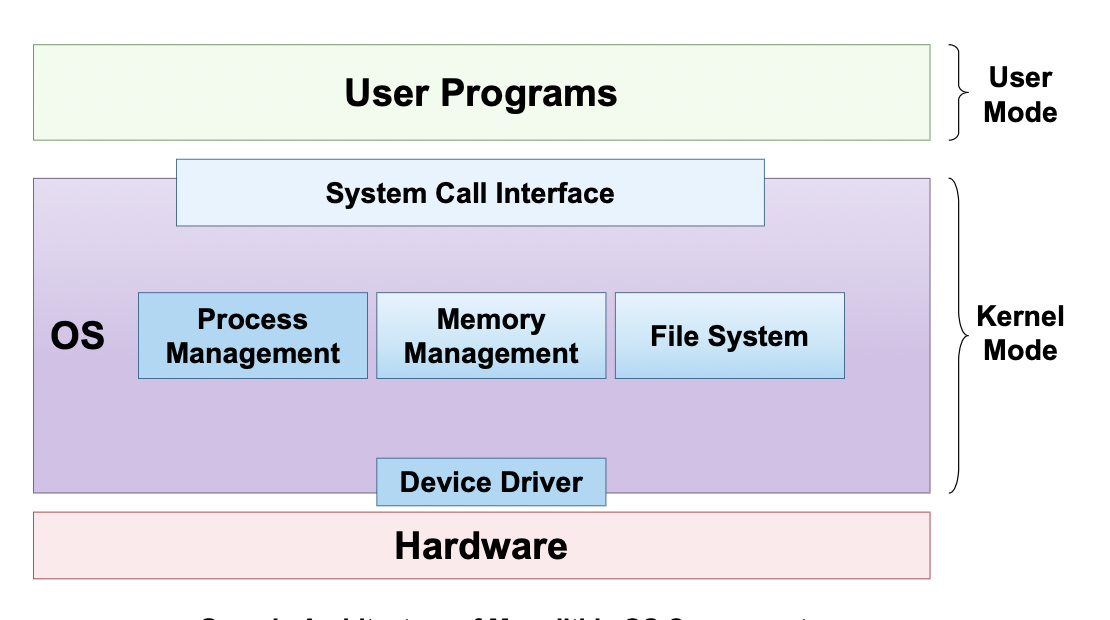 User Programs
User
Mode
System Call Interface
OS
Process
Management
Memory
Management
File System
Kernel
Mode
Device Driver
Hardware